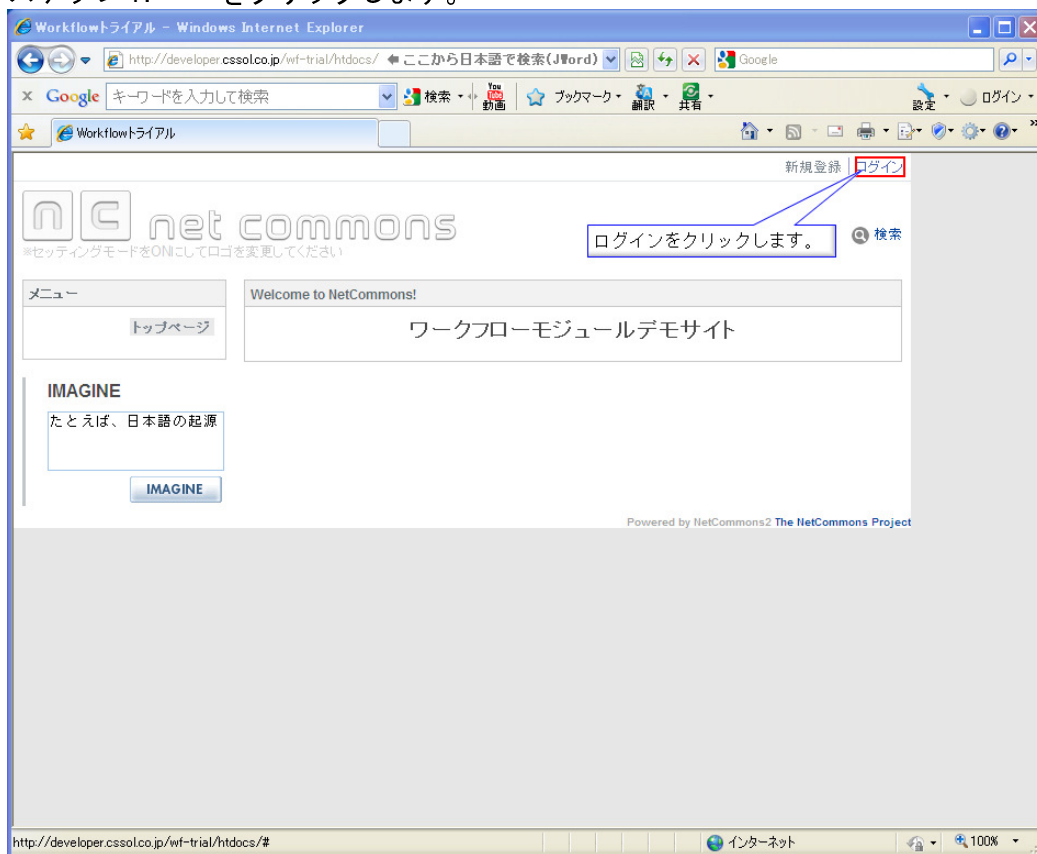 Workflowトライアル - Windows Internet Explorer
http://developer.cssol.co.jp/wf-trial/htdocs/ ここから日本語で検索(JWord) Google
Google キーワードを入力して検索 検索 You Tube 動画 ブックマーク 翻訳 共有 設定 ログイン
Workflowトライアル
新規登録 ログイン
nc net commons
※セッティングモードをONにしてロゴを変更してください
ログインをクリックします。 検索
メニュー Welcome to NetCommons!
トップページ ワークフローモジュールデモサイト
IMAGINE
たとえば、日本語の起源
IMAGINE
Powered by NetCommons2 The NetCommons Project
http://developer.cssol.co.jp/wf-trial/htdocs/# インターネット 100%